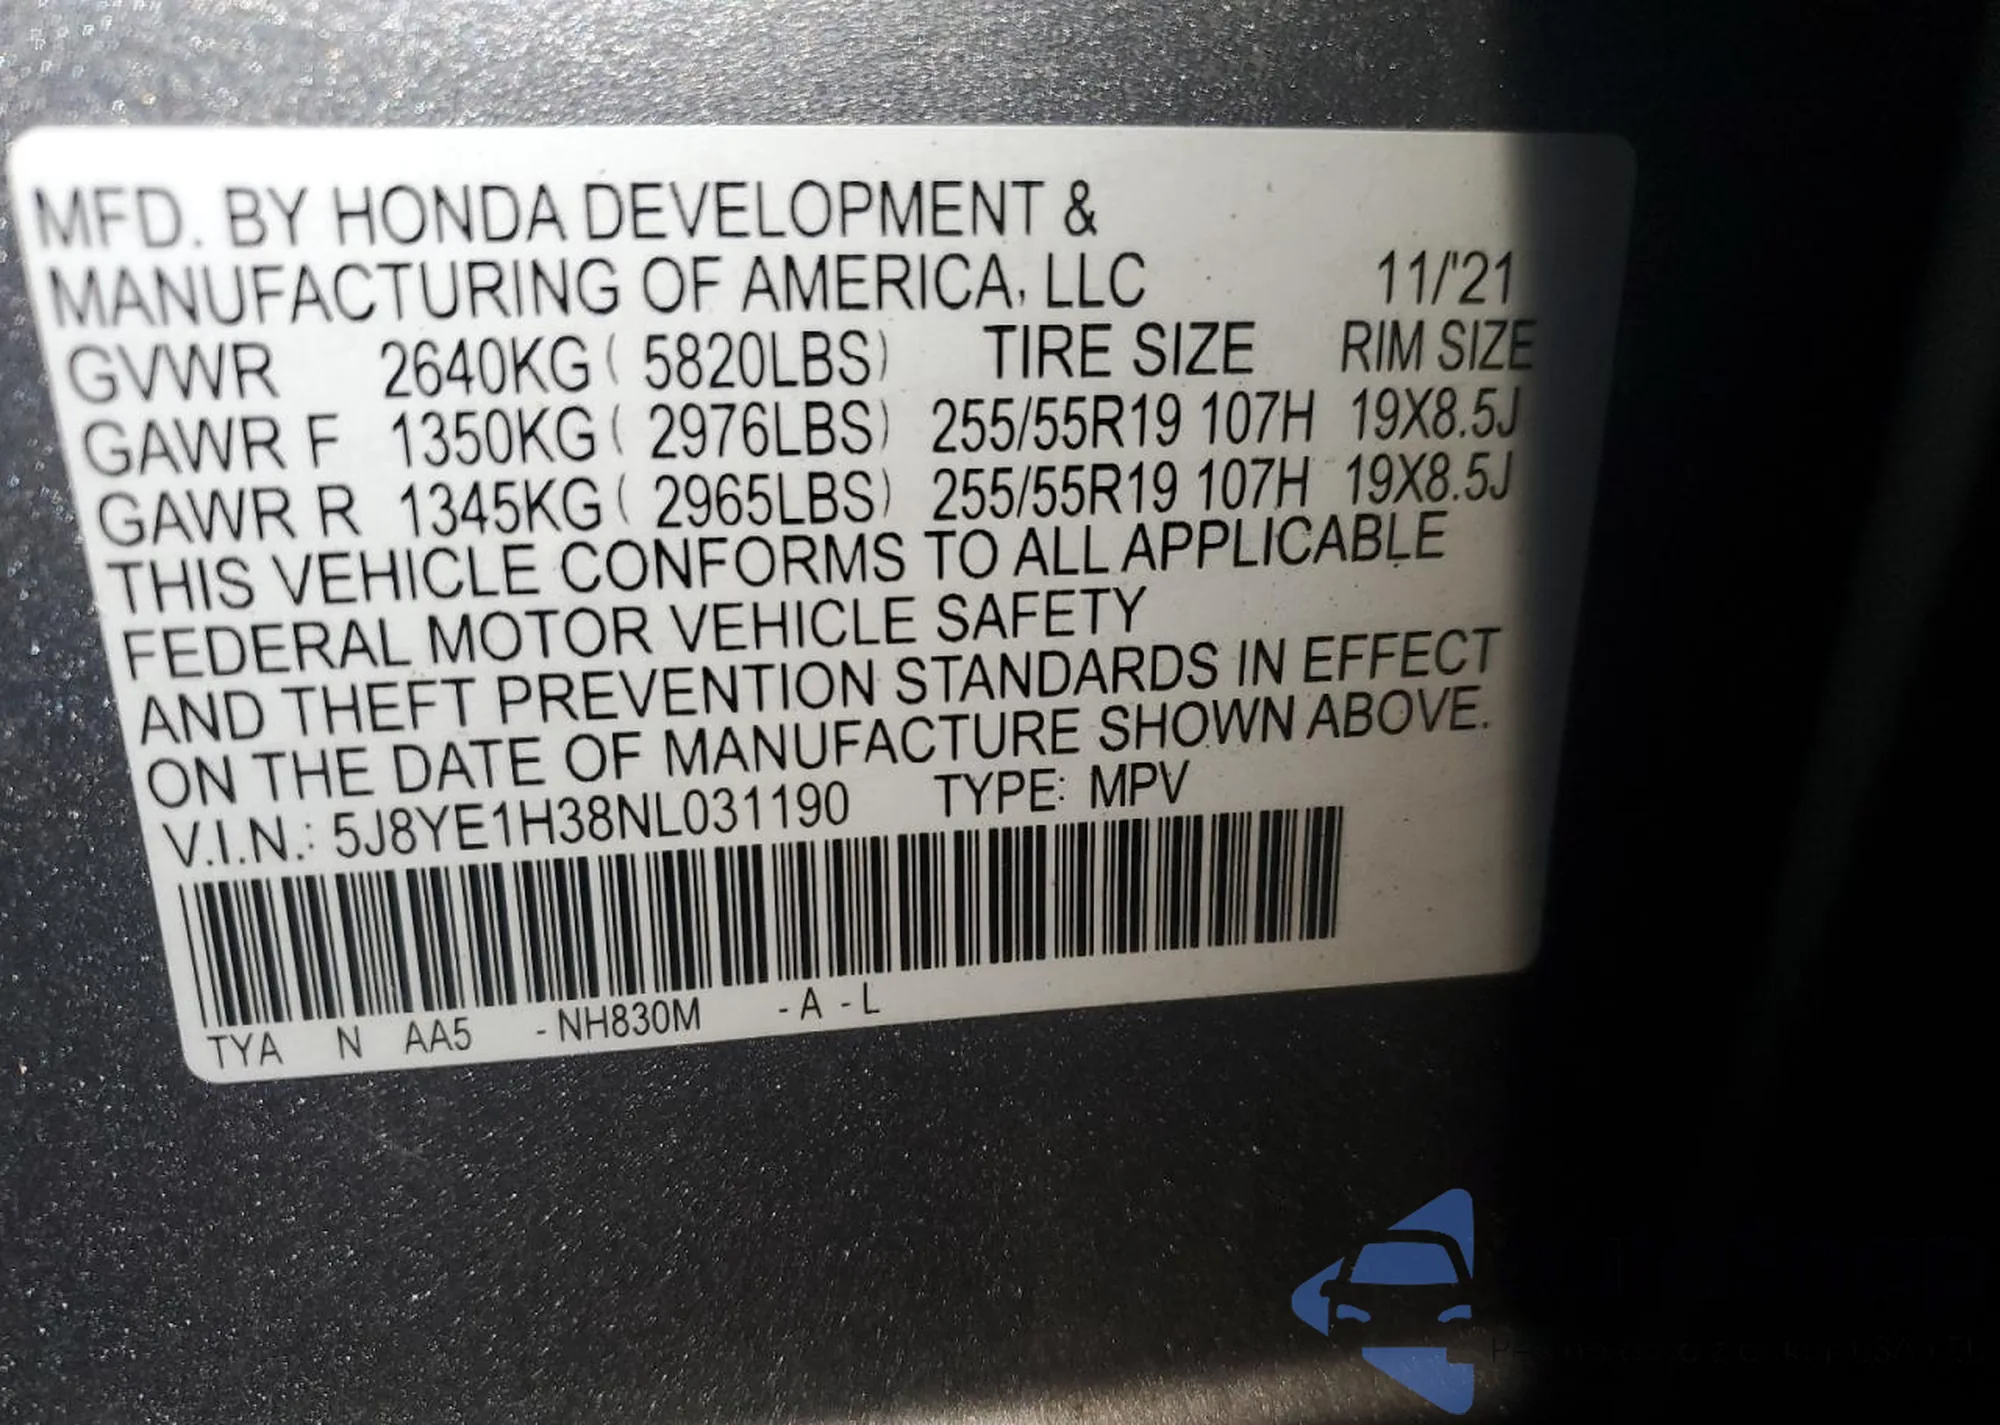 MFD. BY HONDA DEVELOPMENT &
MANUFACTURING OF AMERICA, LLC 11/'21
GVWR 2640KG ( 5820LBS) TIRE SIZE RIM SIZE
GAWR F 1350KG ( 2976LBS) 255/55R19 107H 19X8.5J
GAWR R 1345KG ( 2965LBS) 255/55R19 107H 19X8.5J
THIS VEHICLE CONFORMS TO ALL APPLICABLE
FEDERAL MOTOR VEHICLE SAFETY
AND THEFT PREVENTION STANDARDS IN EFFECT
ON THE DATE OF MANUFACTURE SHOWN ABOVE.
V.I.N.: 5J8YE1H38NL031190 TYPE: MPV
TYA N AA5 -NH830M -A -L